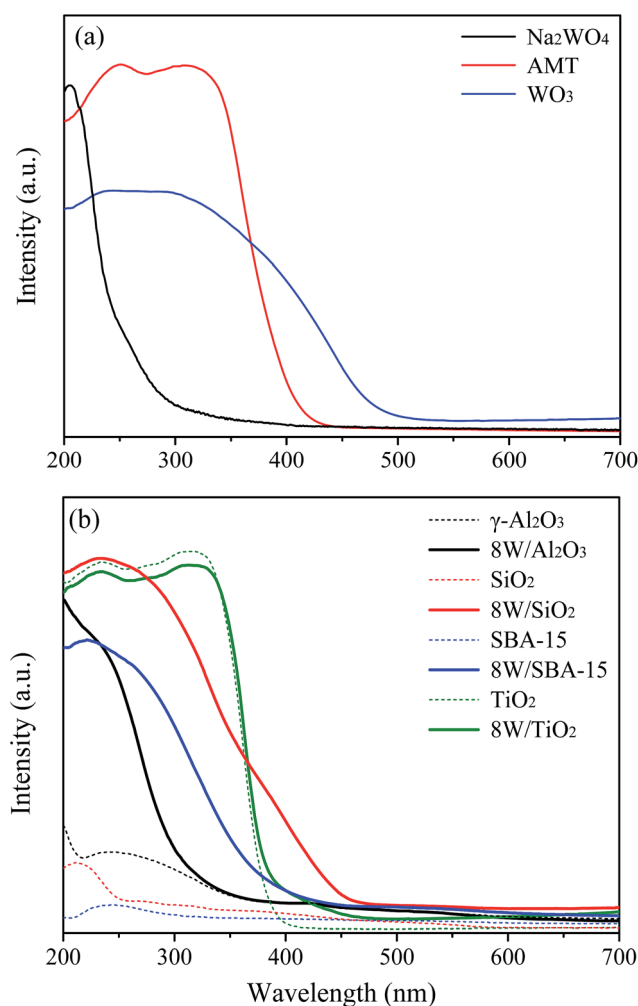 (a)
Na₂WO₄
AMT
WO₃
Intensity (a.u.)
200 300 400 500 600 700
(b)
γ-Al₂O₃
8W/Al₂O₃
SiO₂
8W/SiO₂
SBA-15
8W/SBA-15
TiO₂
8W/TiO₂
Intensity (a.u.)
200 300 400 500 600 700
Wavelength (nm)